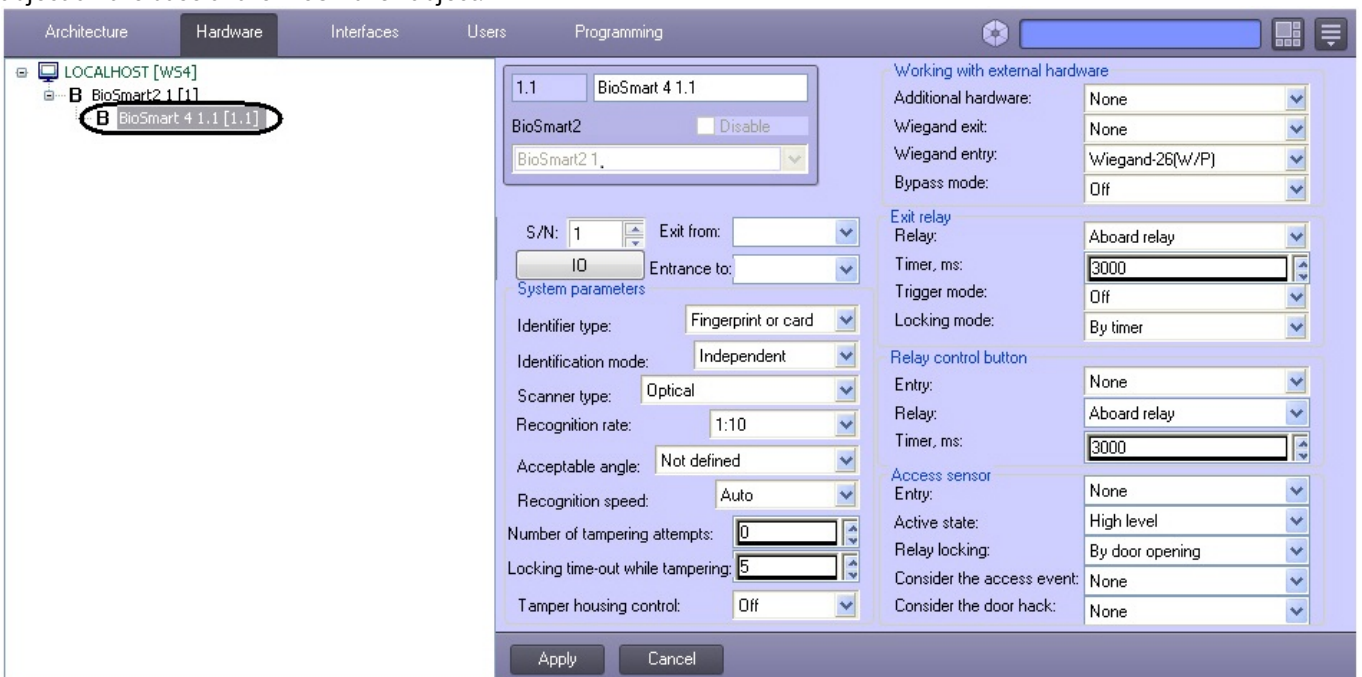 Architecture Hardware Interfaces Users Programming
LOCALHOST [WS4]
B BioSmart2 1 [1]
B BioSmart 4 1.1 [1.1]
1.1 BioSmart 4 1.1
BioSmart2 Disable
BioSmart2 1
S/N: 1 Exit from:
IO Entrance to:
System parameters
Identifier type: Fingerprint or card
Identification mode: Independent
Scanner type: Optical
Recognition rate: 1:10
Acceptable angle: Not defined
Recognition speed: Auto
Number of tampering attempts: 0
Locking time-out while tampering: 5
Tamper housing control: Off
Working with external hardware
Additional hardware: None
Wiegand exit: None
Wiegand entry: Wiegand-26(W/P)
Bypass mode: Off
Exit relay
Relay: Aboard relay
Timer, ms: 3000
Trigger mode: Off
Locking mode: By timer
Relay control button
Entry: None
Relay: Aboard relay
Timer, ms: 3000
Access sensor
Entry: None
Active state: High level
Relay locking: By door opening
Consider the access event: None
Consider the door hack: None
Apply Cancel